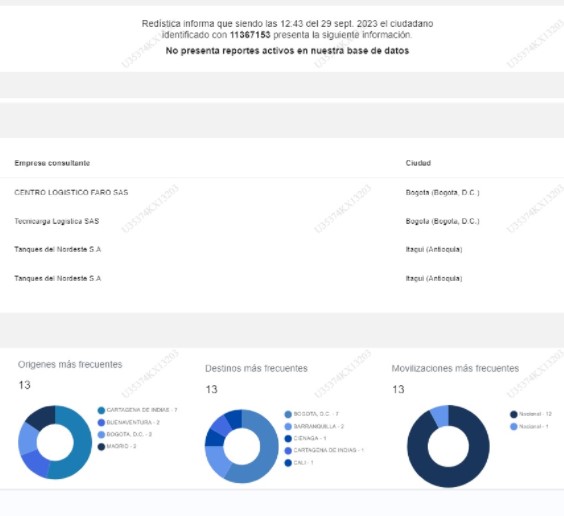 Redística informa que siendo las 12:43 del 29 sept. 2023 el ciudadano
identificado con 11367153 presenta la siguiente información.
No presenta reportes activos en nuestra base de datos
Empresa consultante Ciudad
CENTRO LOGISTICO FARO SAS Bogota (Bogota, D.C.)
Tecnicarga Logistica SAS Bogota (Bogota, D.C.)
Tanques del Nordeste S.A Itagui (Antioquia)
Tanques del Nordeste S.A Itagui (Antioquia)
Origenes más frecuentes
13
CARTAGENA DE INDIAS - 7
BUENAVENTURA - 2
BOGOTA, D.C. - 2
MADRID - 2
Destinos más frecuentes
13
BOGOTA, D.C. - 7
BARRANQUILLA - 3
CIÉNAGA - 1
CARTAGENA DE INDIAS - 1
CALI - 1
Movilizaciones más frecuentes
13
Nacional - 12
Nacional - 1